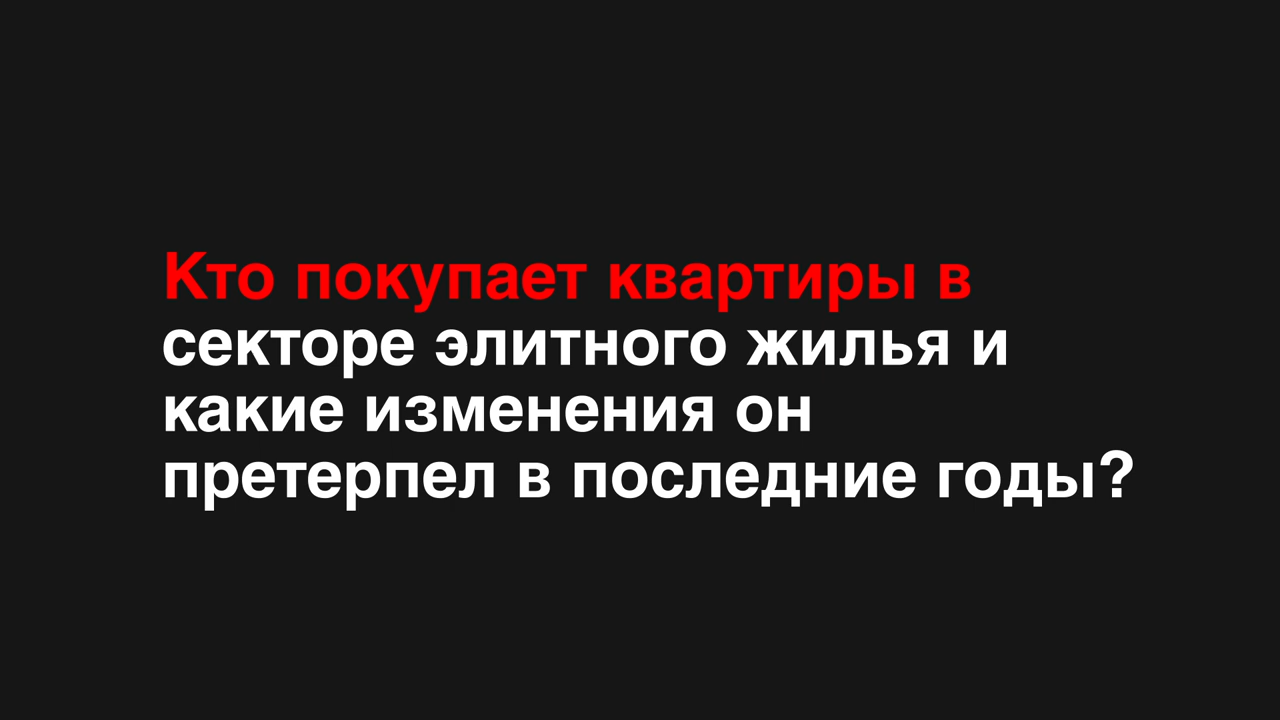 Кто покупает квартиры в
секторе элитного жилья и
какие изменения он
претерпел в последние годы?